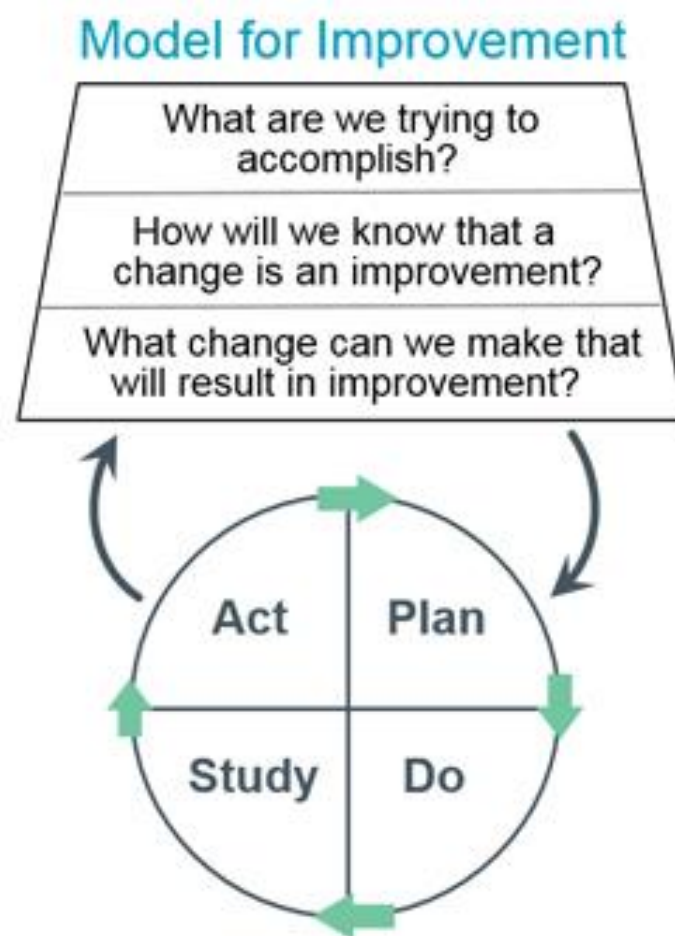 Model for Improvement
What are we trying to
accomplish?
How will we know that a
change is an improvement?
What change can we make that
will result in improvement?
Act
Plan
Study
Do